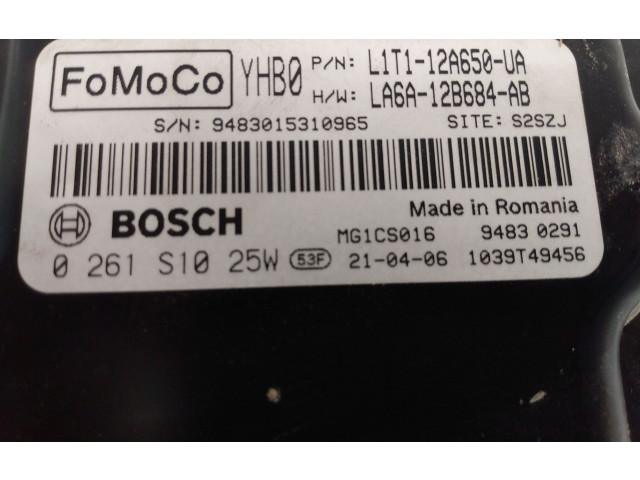 FoMoCo YHB0 P/N: L1T1-12A650-UA
H/W: LA6A-12B684-AB
S/N: 9483015310965 SITE: S2SZJ
BOSCH Made in Romania
MG1CS016 9483 0291
0 261 S10 25W 53F 21-04-06 1039T49456